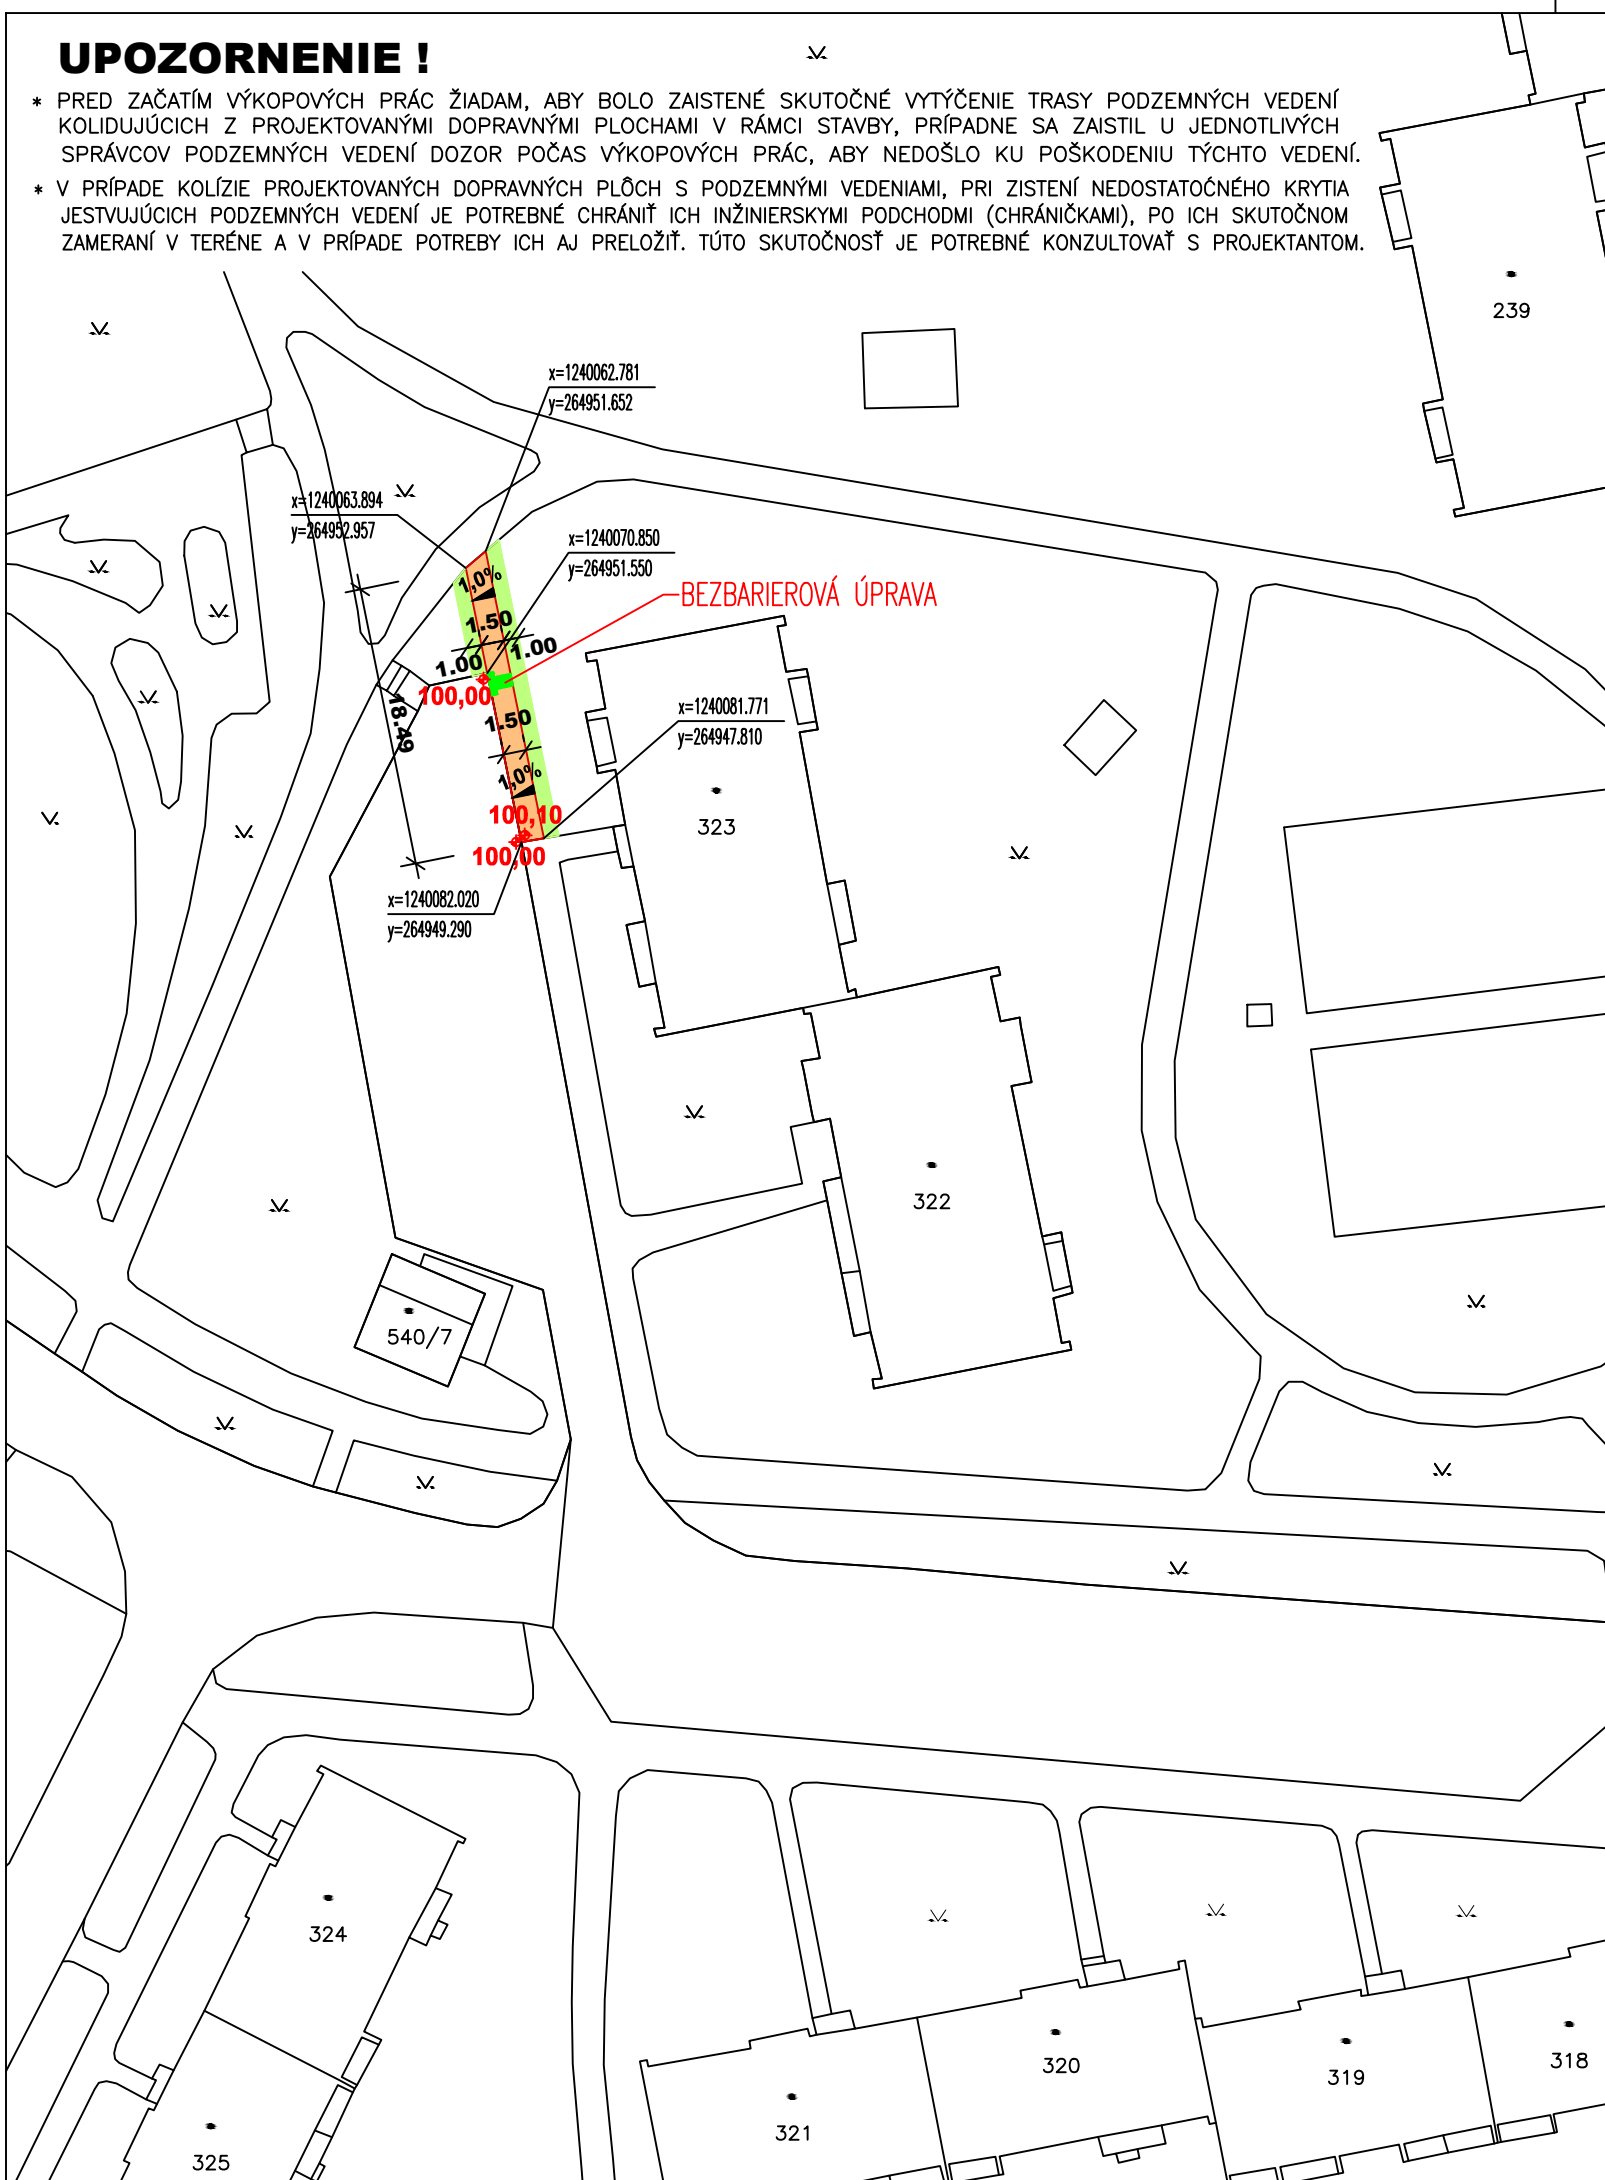 UPOZORNENIE !
* PRED ZAČATÍM VÝKOPOVÝCH PRÁC ŽIADAM, ABY BOLO ZAISTENÉ SKUTOČNÉ VYTÝČENIE TRASY PODZEMNÝCH VEDENÍ
KOLIDUJÚCICH Z PROJEKTOVANÝMI DOPRAVNÝMI PLOCHAMI V RÁMCI STAVBY, PRÍPADNE SA ZAISTIL U JEDNOTLIVÝCH
SPRÁVCOV PODZEMNÝCH VEDENÍ DOZOR POČAS VÝKOPOVÝCH PRÁC, ABY NEDOŠLO KU POŠKODENIU TÝCHTO VEDENÍ.
* V PRÍPADE KOLÍZIE PROJEKTOVANÝCH DOPRAVNÝCH PLÔCH S PODZEMNÝMI VEDENIAMI, PRI ZISTENÍ NEDOSTATOĆNÉHO KRYTIA
JESTVUJÚCICH PODZEMNÝCH VEDENÍ JE POTREBNÉ CHRÁNIŤ ICH INŽINIERSKYMI PODCHODMI (CHRÁNIČKAMI), PO ICH SKUTOČNOM
ZAMERANÍ V TERÉNE A V PRÍPADE POTREBY ICH AJ PRELOŽIŤ. TÚTO SKUTOČNOSŤ JE POTREBNÉ KONZULTOVAŤ S PROJEKTANTOM.
239
x=1240062.781
y=264951.652
x=1240063.894
y=264952.957
x=1240070.850
y=264951.550
1,0%
BEZBARIEROVÁ ÚPRAVA
1.50
1.00
1.00
100,00
18.49
1.50
x=1240081.771
y=264947.810
1,0%
100,10
100,00
323
x=1240082.020
y=264949.290
322
540/7
324
325
321
320
319
318